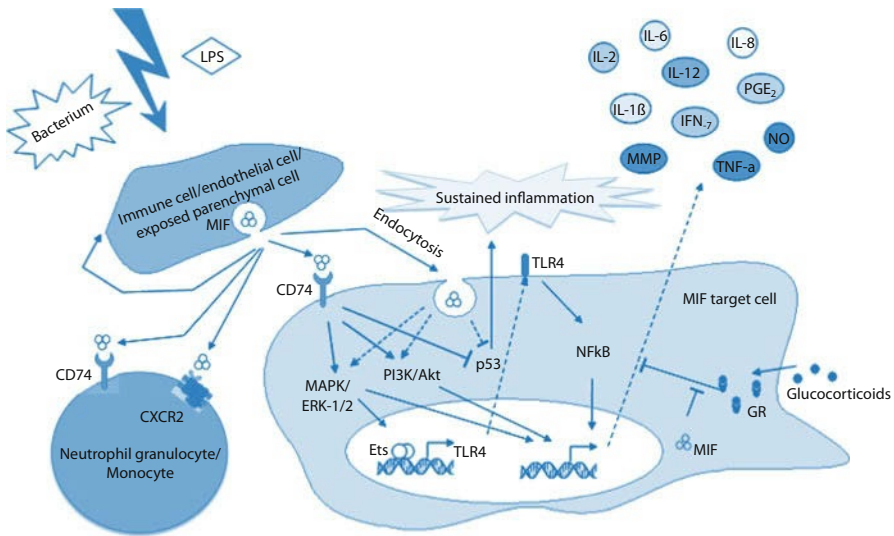 LPS
Bacterium
IL-2
IL-6
IL-8
IL-12
PGE2
IL-1ß
IFN-7
NO
MMP
TNF-a
Immune cell/endothelial cell/
exposed parenchymal cell
MIF
Endocytosis
Sustained inflammation
CD74
TLR4
MIF target cell
CD74
CXCR2
Neutrophil granulocyte/
Monocyte
MAPK/
ERK-1/2
PI3K/Akt
p53
NFkB
Glucocorticoids
GR
MIF
Ets
TLR4